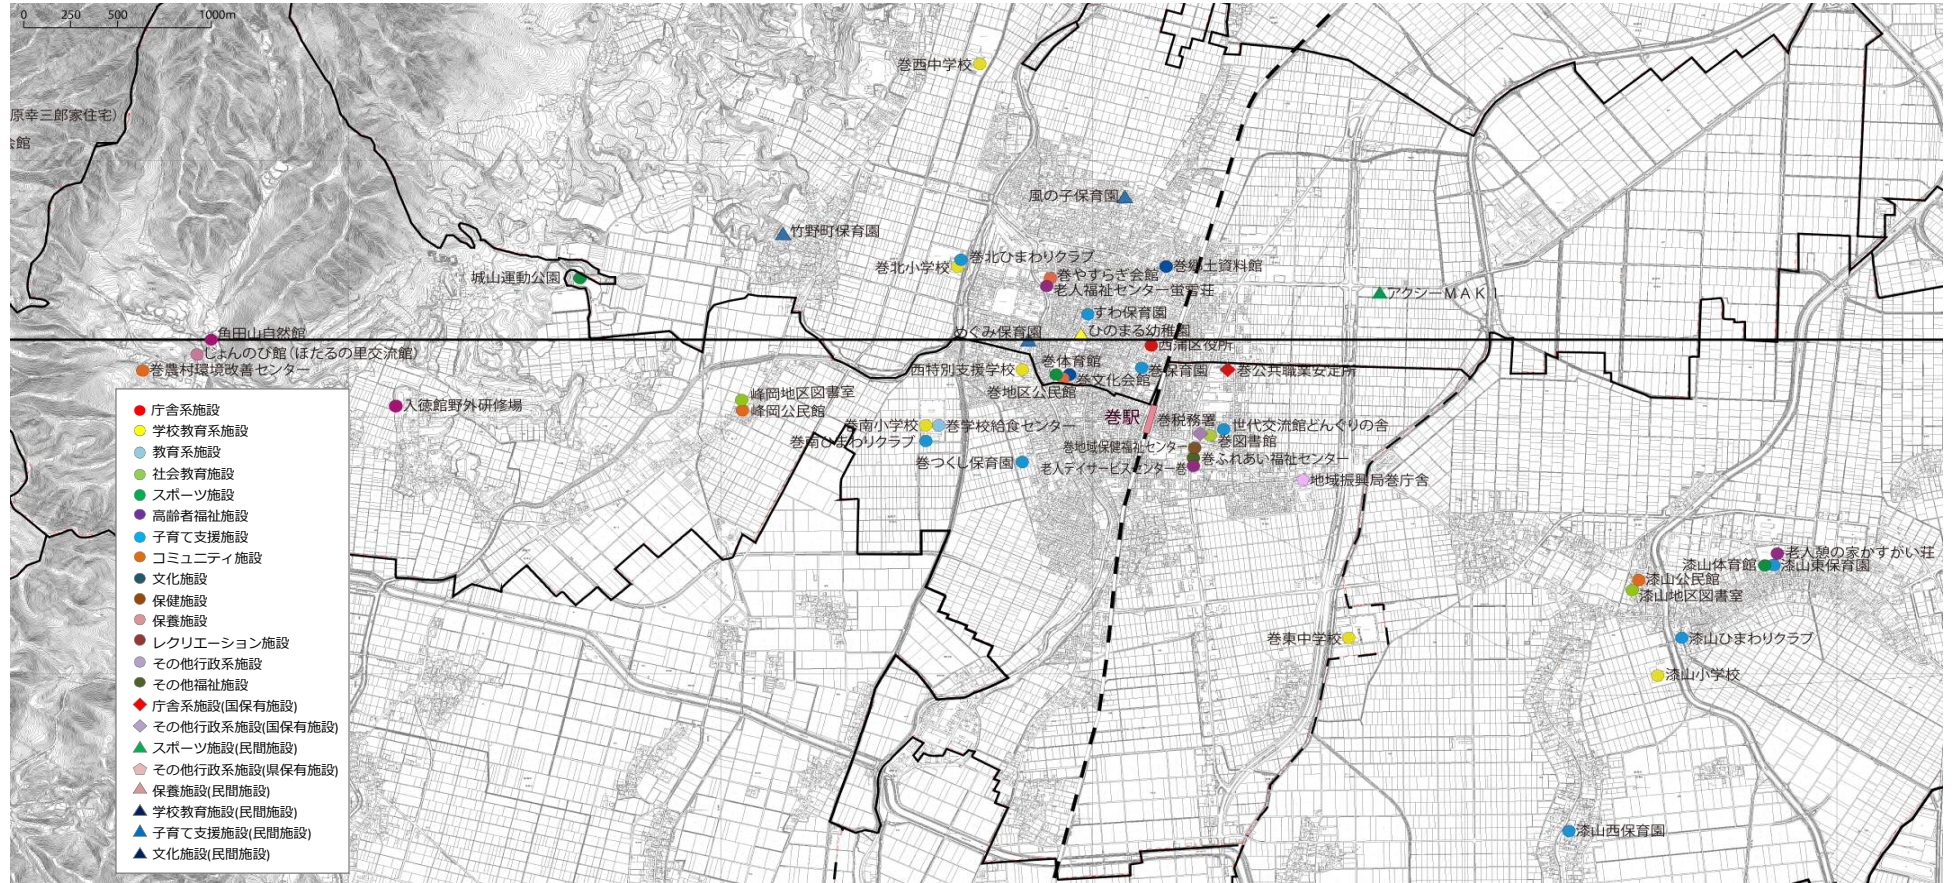 0 250 500 1000m
巻西中学校
原幸三郎家住宅)
会館
風の子保育園
竹野町保育園
巻北ひまわりクラブ
巻北小学校
巻やすらぎ会館
巻郷土資料館
城山運動公園
老人福祉センター蛍雪荘
アクシーMAKI
すわ保育園
めぐみ保育園
ひのまる幼稚園
角田山自然館
西蒲区役所
じょんのび館(ほたるの里交流館)
巻体育館
巻農村環境改善センター
西特別支援学校
巻文化会館
巻保育園
巻公共職業安定所
巻地区公民館
峰岡地区図書室
入徳館野外研修場
峰岡公民館
巻駅
巻税務署
巻南小学校
巻学校給食センター
世代交流館どんぐりの舎
巻南ひまわりクラブ
巻図書館
巻地域保健福祉センター
巻つくし保育園
巻ふれあい福祉センター
老人デイサービスセンター巻
地域振興局巻庁舎
老人憩の家かすがい荘
漆山体育館
漆山東保育園
漆山公民館
漆山地区図書室
巻東中学校
漆山ひまわりクラブ
漆山小学校
漆山西保育園
庁舎系施設
学校教育系施設
教育系施設
社会教育施設
スポーツ施設
高齢者福祉施設
子育て支援施設
コミュニティ施設
文化施設
保健施設
保養施設
レクリエーション施設
その他行政系施設
その他福祉施設
庁舎系施設(国保有施設)
その他行政系施設(国保有施設)
スポーツ施設(民間施設)
その他行政系施設(県保有施設)
保養施設(民間施設)
学校教育施設(民間施設)
子育て支援施設(民間施設)
文化施設(民間施設)